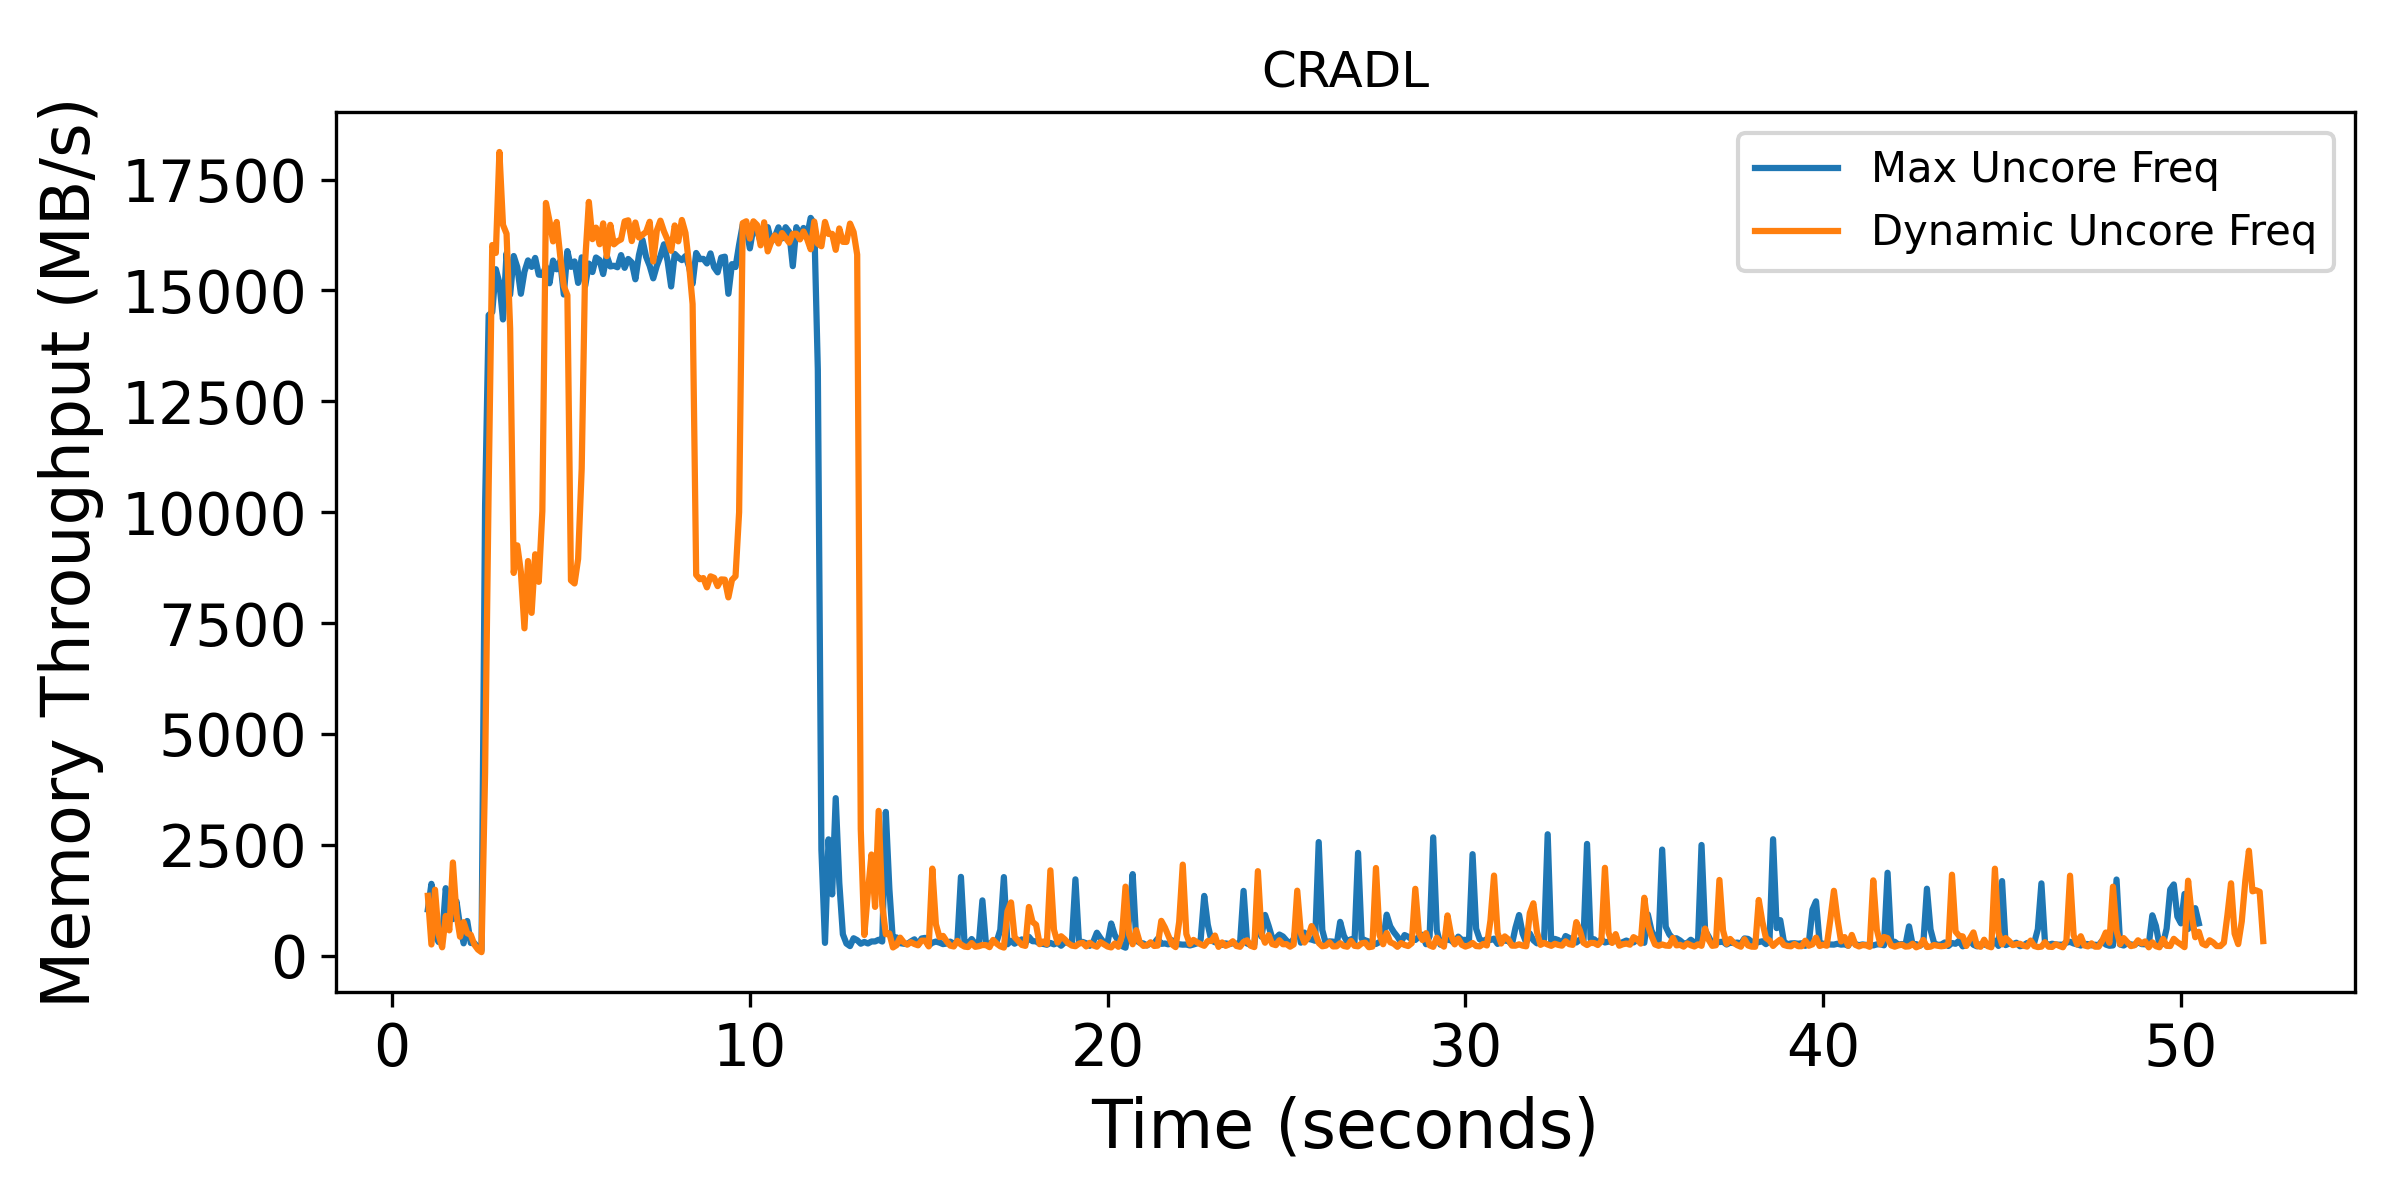 CRADL
Memory Throughput (MB/s)
17500
15000
12500
10000
7500
5000
2500
0
Max Uncore Freq
Dynamic Uncore Freq
0 10 20 30 40 50
Time (seconds)